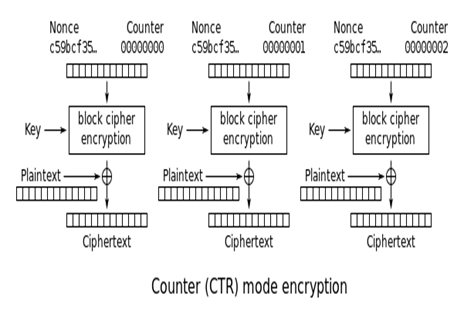 Nonce Counter Nonce Counter Nonce Counter
c59bcf35… 00000000 c59bcf35… 00000001 c59bcf35… 00000002
block cipher block cipher block cipher
Key encryption Key encryption Key encryption
Plaintext Plaintext Plaintext
Ciphertext Ciphertext Ciphertext
Counter (CTR) mode encryption